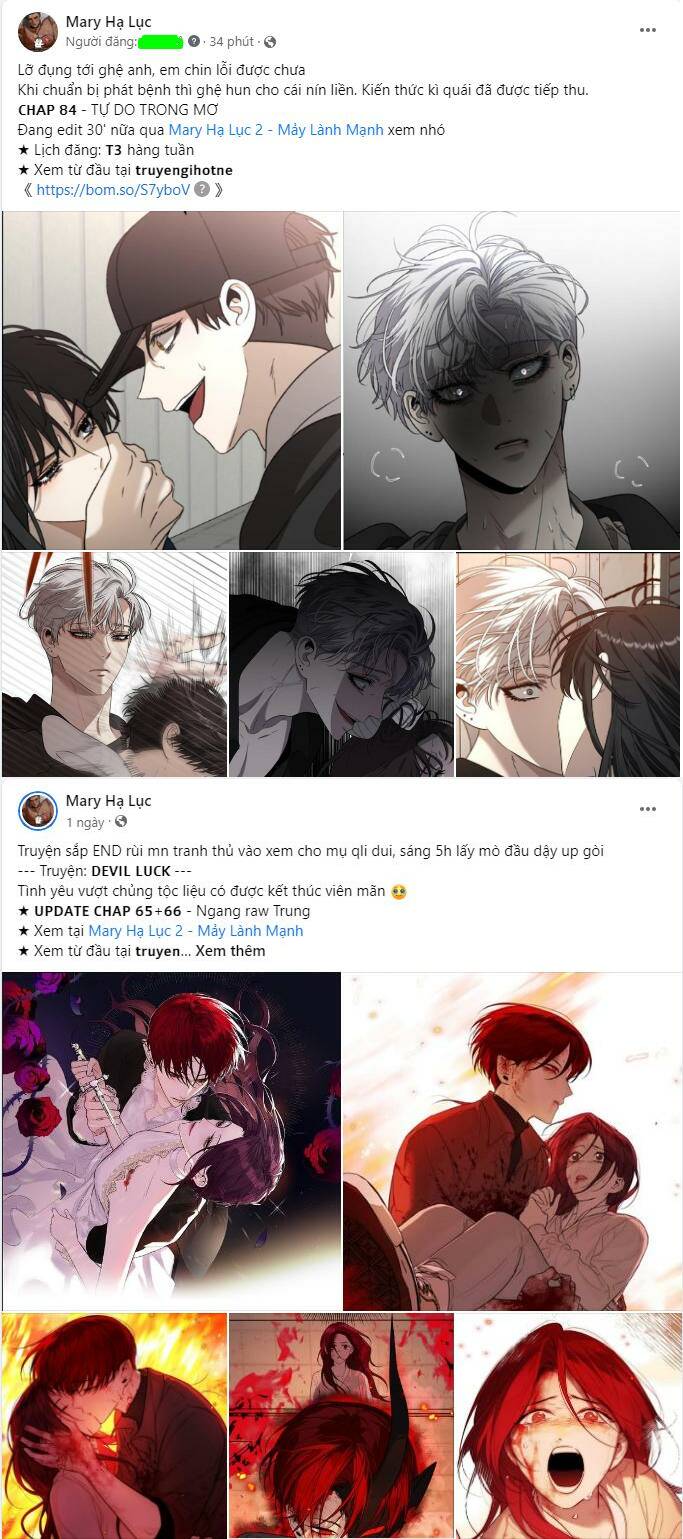 Mary Hạ Lục
Người đăng: · 34 phút ·
Lỡ đụng tới ghệ anh, em chin lỗi được chưa
Khi chuẩn bị phát bệnh thì ghệ hun cho cái nín liền. Kiến thức kì quái đã được tiếp thu.
CHAP 84 - TỰ DO TRONG MƠ
Đang edit 30' nữa qua Mary Hạ Lục 2 - Mảy Lành Mạnh xem nhó
★ Lịch đăng: T3 hàng tuần
★ Xem từ đầu tại truyengihotne
《 https://bom.so/S7yboV ? 》
Mary Hạ Lục
1 ngày ·
Truyện sắp END rùi mn tranh thủ vào xem cho mụ qli dui, sáng 5h lấy mò đầu dậy up gòi
--- Truyện: DEVIL LUCK ---
Tình yêu vượt chủng tộc liệu có được kết thúc viên mãn 🥹
★ UPDATE CHAP 65+66 - Ngang raw Trung
★ Xem tại Mary Hạ Lục 2 - Mảy Lành Mạnh
★ Xem từ đầu tại truyen... Xem thêm